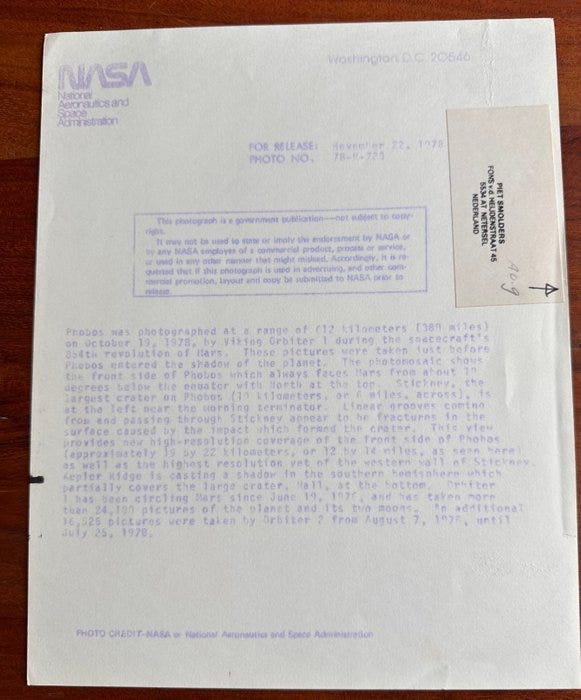 NASA
National
Aeronautics and
Space
Administration
Washington, D.C. 20546
FOR RELEASE: November 22, 1978
PHOTO NO.
PIET SMOLDERS
FONS v.d. HEIJDENSTRAAT 45
5534 AT NETERSEL
NEDERLAND
This photograph is a government publication—not subject to copy-
right.
It may not be used to state or imply the endorsement by NASA or
by any NASA employee of a commercial product, process or service,
or used in any other manner that might mislead. Accordingly, it is re-
quested that if this photograph is used in advertising, and other com-
mercial promotion, layout and copy be submitted to NASA prior to
release.
Phobos was photographed at a range of 612 kilometers (380 miles)
on October 19, 1978, by Viking Orbiter 1 during the spacecraft's
854th revolution of Mars. These pictures were taken just before
Phobos entered the shadow of the planet. The photomosaic shows
the front side of Phobos which always faces Mars from about
degrees below the equator with North at the top. Stickney, the
largest crater on Phobos (10 kilometers, or 6 miles, across), is
at the left near the morning terminator. Linear grooves coming
from and passing through Stickney appear to be fractures in the
surface caused by the impact which formed the crater. This view
provides new high-resolution coverage of the front side of Phobos
(approximately 19 by 22 kilometers, or 12 by 14 miles, as seen here)
as well as the highest resolution yet of the western wall of Stickney.
Kepler Ridge is casting a shadow in the southern hemisphere which
partially covers the large crater, Hall, at the bottom. Orbiter
1 has been circling Mars since June 19, 1976, and has taken more
than pictures of the planet and its two moons. An additional
pictures were taken by Orbiter 2 from August 7, 1976, until
July 25, 1978.
PHOTO CREDIT-NASA or National Aeronautics and Space Administration